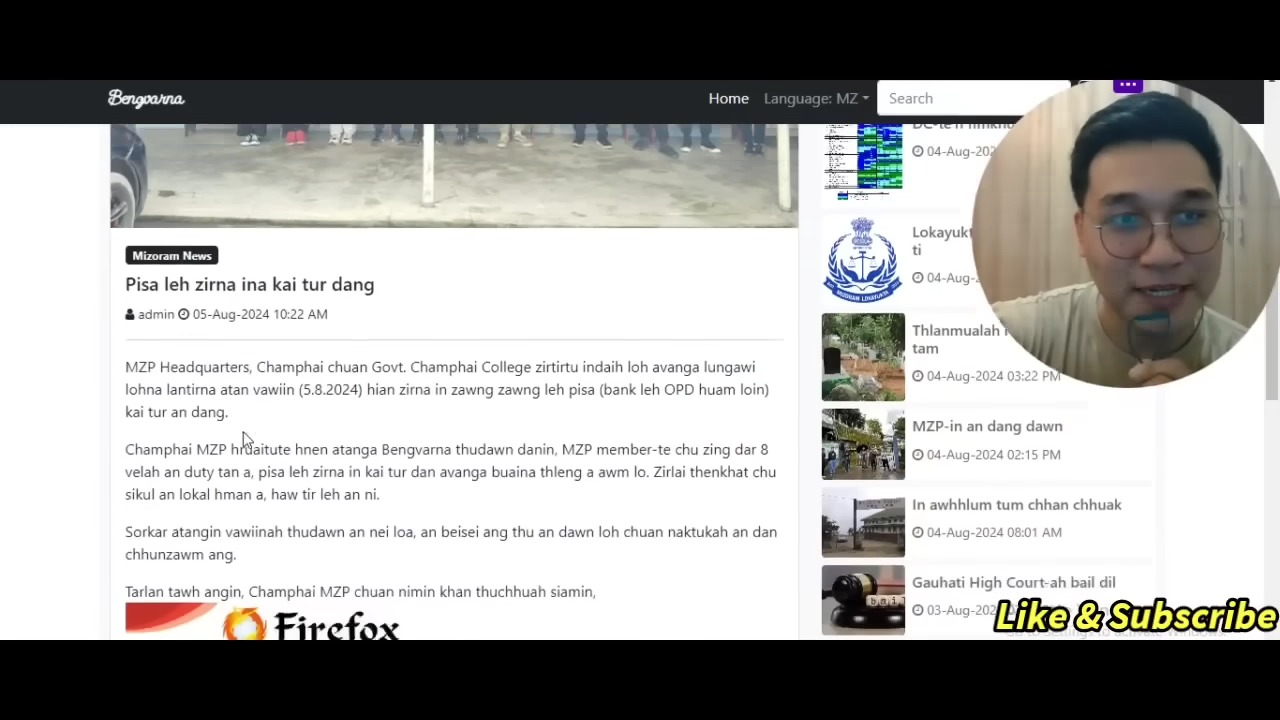 Bengvarna
Home
Language: MZ
Search
Mizoram News
Pisa leh zirna ina kai tur dang
admin 05-Aug-2024 10:22 AM
MZP Headquarters, Champhai chuan Govt. Champhai College zirtirtu indaih loh avanga lungawi
lohna lantirna atan vawiin (5.8.2024) hian zirna in zawng zawng leh pisa (bank leh OPD huam loin)
kai tur an dang.
Champhai MZP hruaitute hnen atanga Bengvarna thudawn danin, MZP member-te chu zing dar 8
velah an duty tan a, pisa leh zirna in kai tur dan avanga buaina thleng a awm lo. Zirlai thenkhat chu
sikul an lokal hman a, haw tir leh an ni.
Sorkar atangin vawiinah thudawn an nei loa, an beisei ang thu an dawn loh chuan naktukah an dan
chhunzawm ang.
Tarlan tawh angin, Champhai MZP chuan nimin khan thuchhuah siamin,
Firefox
04-Aug-202
Lokayukt
ti
04-Aug-
Thlanmualah
tam
04-Aug-2024 03:22 PM
MZP-in an dang dawn
04-Aug-2024 02:15 PM
In awhhlum tum chhan chhuak
04-Aug-2024 08:01 AM
Gauhati High Court-ah bail dil
03-Aug-202
Like & Subscribe